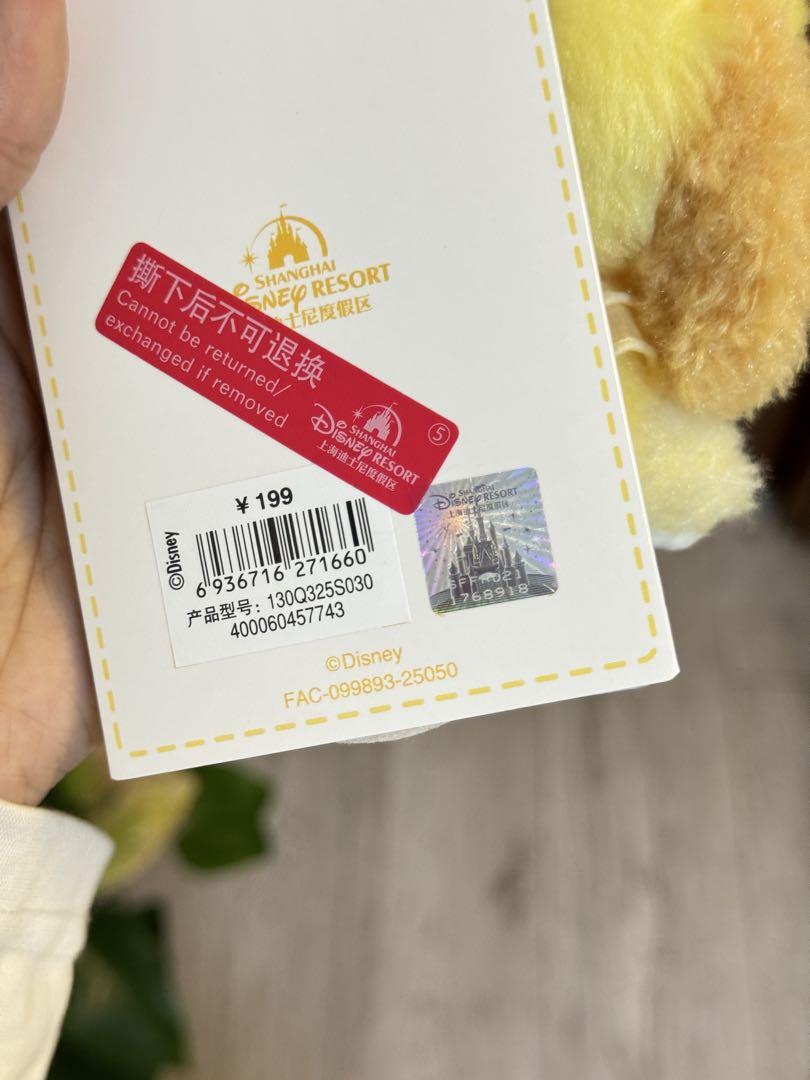 SHANGHAI
DISNEY RESORT
上海迪士尼度假区
撕下后不可退换
Cannot be returned/
exchanged if removed
⑤
SHANGHAI
DISNEY RESORT
上海迪士尼度假区
¥ 199
©Disney
6 936716 271660
产品型号：130Q325S030
400060457743
SHANGHAI
DISNEY RESORT
上海迪士尼度假区
1768918
©Disney
FAC-099893-25050